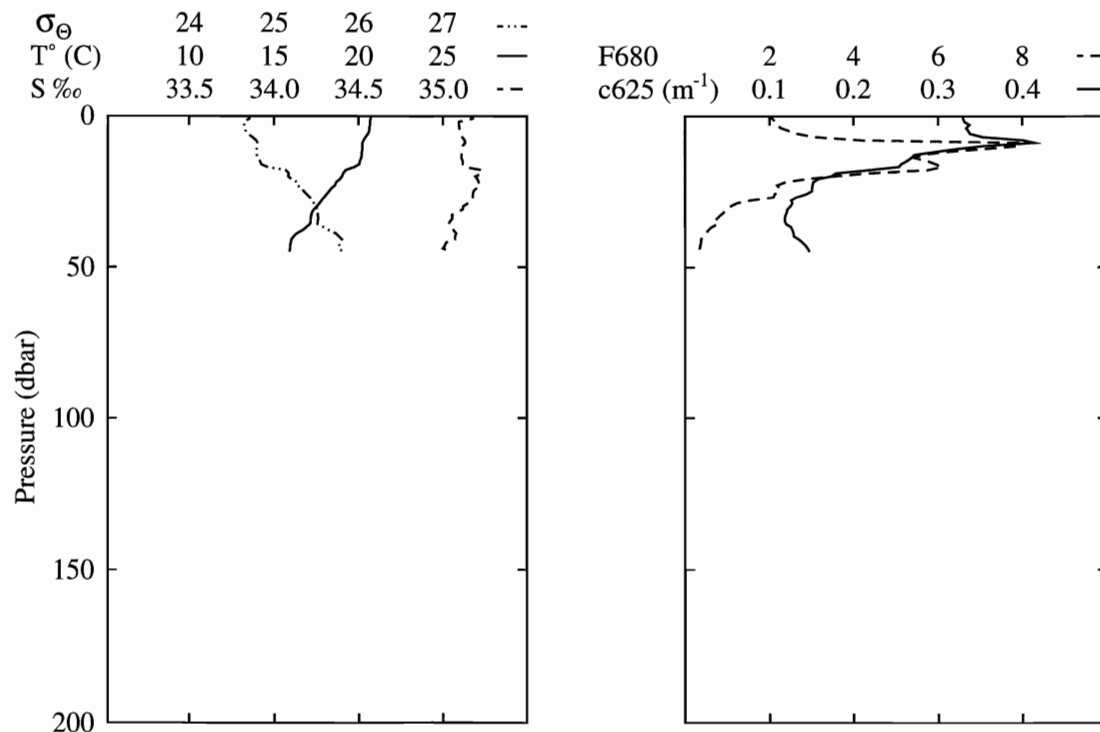 σΘ 24 25 26 27
T° (C) 10 15 20 25
S ‰ 33.5 34.0 34.5 35.0
F680 2 4 6 8
c625 (m⁻¹) 0.1 0.2 0.3 0.4
0
50
100
150
200
Pressure (dbar)